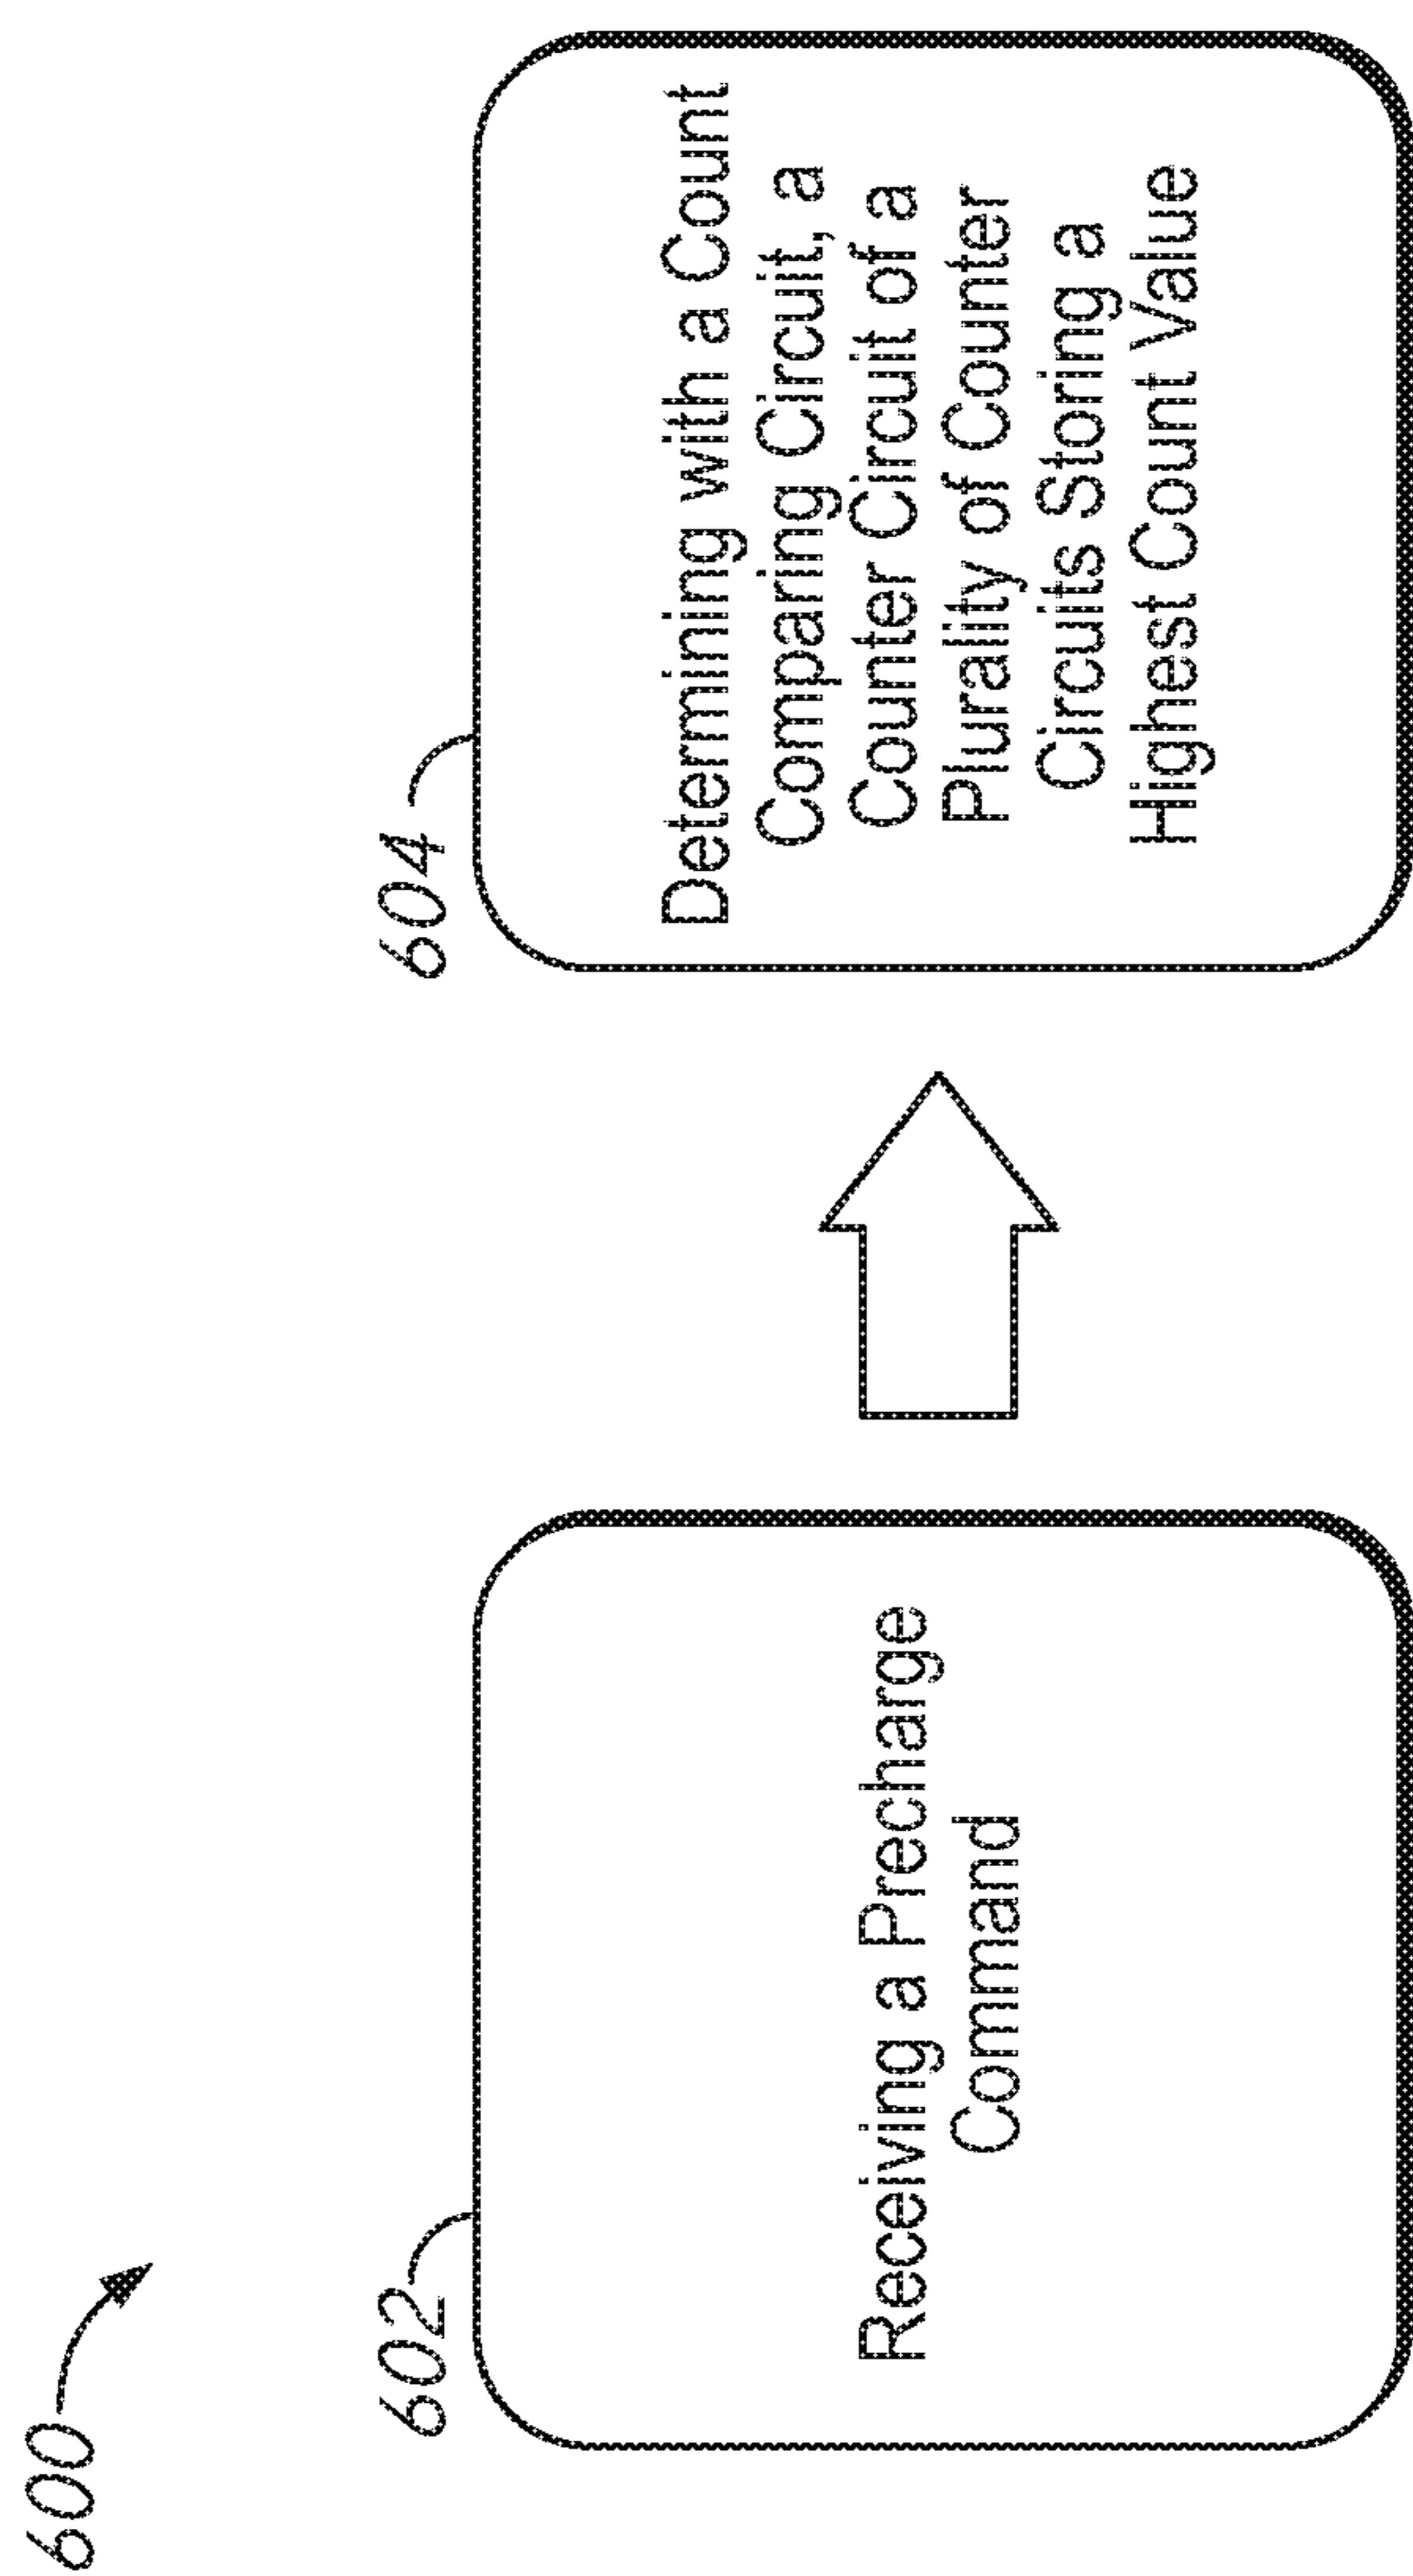 600
602
Receiving a Precharge
Command
604
Determining with a Count
Comparing Circuit, a
Counter Circuit of a
Plurality of Counter
Circuits Storing a
Highest Count Value